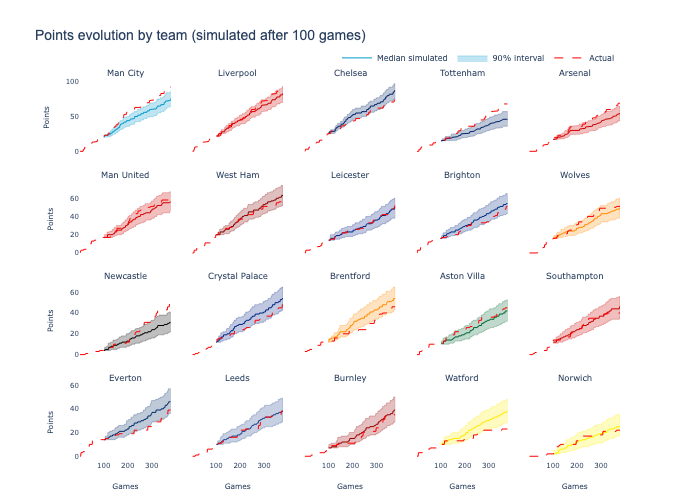 Points evolution by team (simulated after 100 games)
Median simulated 90% interval Actual
Man City Liverpool Chelsea Tottenham Arsenal
100
50
0
Points
Man United West Ham Leicester Brighton Wolves
60
40
20
0
Points
Newcastle Crystal Palace Brentford Aston Villa Southampton
60
40
20
0
Points
Everton Leeds Burnley Watford Norwich
60
40
20
0
Points
100 200 300 100 200 300 100 200 300 100 200 300 100 200 300
Games Games Games Games Games